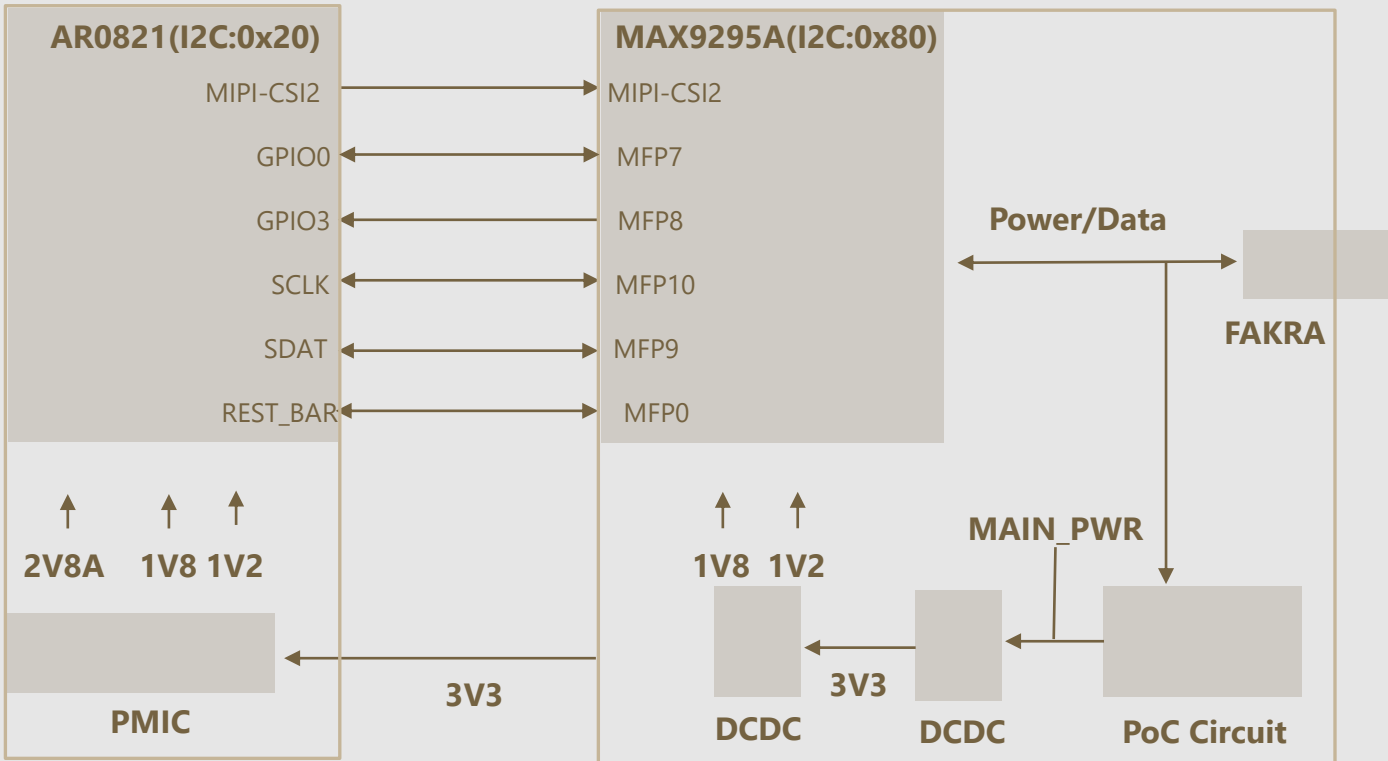 AR0821(I2C:0x20)
MIPI-CSI2
GPIO0
GPIO3
SCLK
SDAT
REST_BAR
2V8A 1V8 1V2
PMIC
3V3
MAX9295A(I2C:0x80)
MIPI-CSI2
MFP7
MFP8
MFP10
MFP9
MFP0
Power/Data
FAKRA
1V8 1V2
MAIN_PWR
3V3
DCDC
DCDC
PoC Circuit